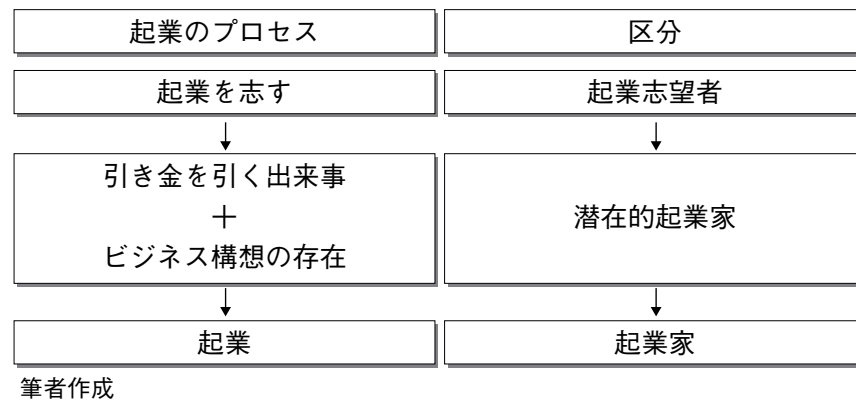 起業のプロセス
区分
起業を志す
起業志望者
引き金を引く出来事
＋
ビジネス構想の存在
潜在的起業家
起業
起業家
筆者作成